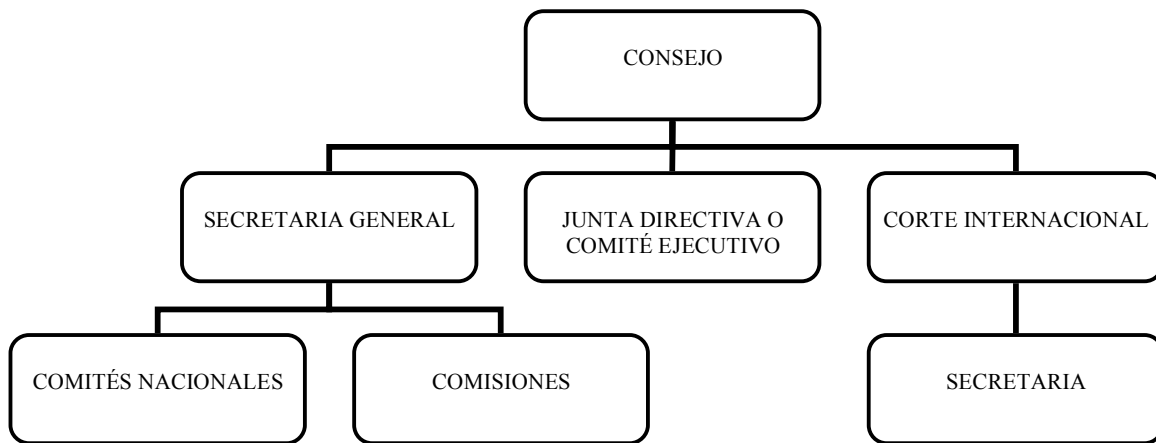 CONSEJO
SECRETARIA GENERAL
JUNTA DIRECTIVA O
COMITÉ EJECUTIVO
CORTE INTERNACIONAL
COMITÉS NACIONALES
COMISIONES
SECRETARIA